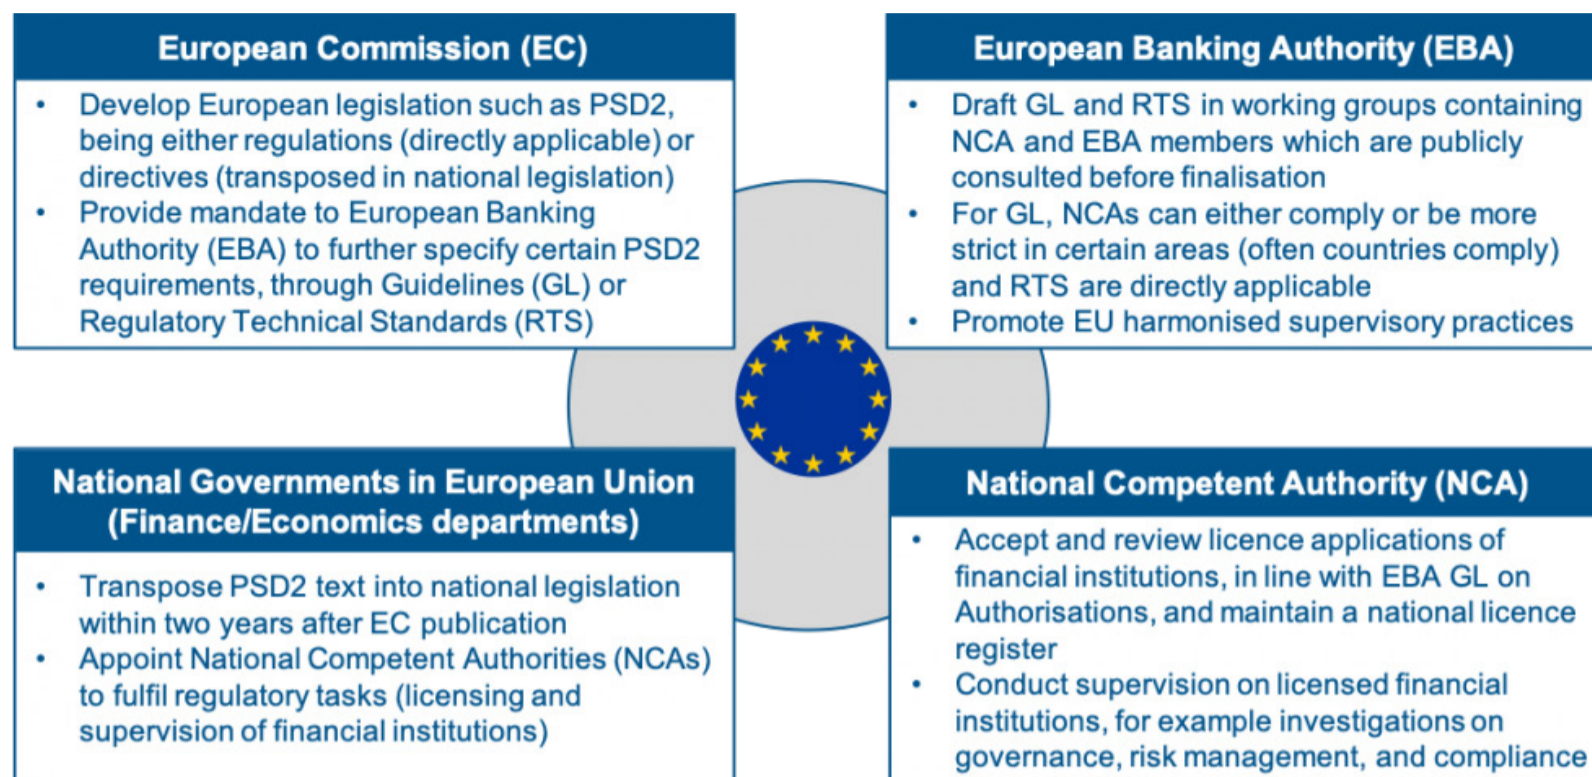 European Commission (EC)
• Develop European legislation such as PSD2,
being either regulations (directly applicable) or
directives (transposed in national legislation)
• Provide mandate to European Banking
Authority (EBA) to further specify certain PSD2
requirements, through Guidelines (GL) or
Regulatory Technical Standards (RTS)
European Banking Authority (EBA)
• Draft GL and RTS in working groups containing
NCA and EBA members which are publicly
consulted before finalisation
• For GL, NCAs can either comply or be more
strict in certain areas (often countries comply)
and RTS are directly applicable
• Promote EU harmonised supervisory practices
National Governments in European Union
(Finance/Economics departments)
• Transpose PSD2 text into national legislation
within two years after EC publication
• Appoint National Competent Authorities (NCAs)
to fulfil regulatory tasks (licensing and
supervision of financial institutions)
National Competent Authority (NCA)
• Accept and review licence applications of
financial institutions, in line with EBA GL on
Authorisations, and maintain a national licence
register
• Conduct supervision on licensed financial
institutions, for example investigations on
governance, risk management, and compliance